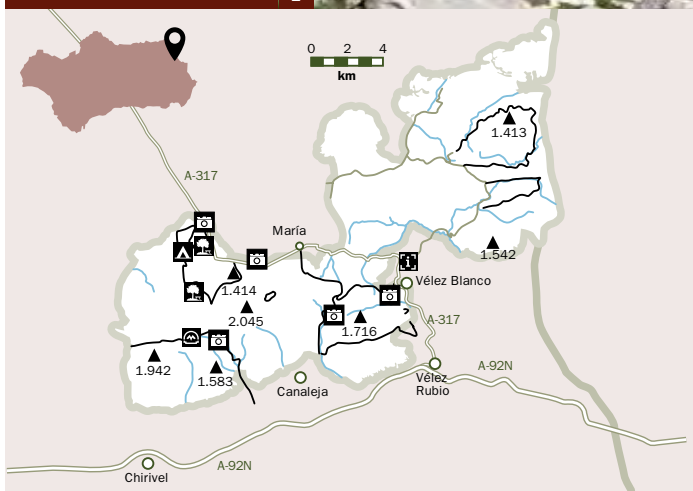 0 2 4
km
1.413
A-317
María
1.542
Vélez Blanco
1.414
2.045
1.716
A-317
1.942
1.583
Canaleja
Vélez
Rubio
A-92N
A-92N
Chirivel